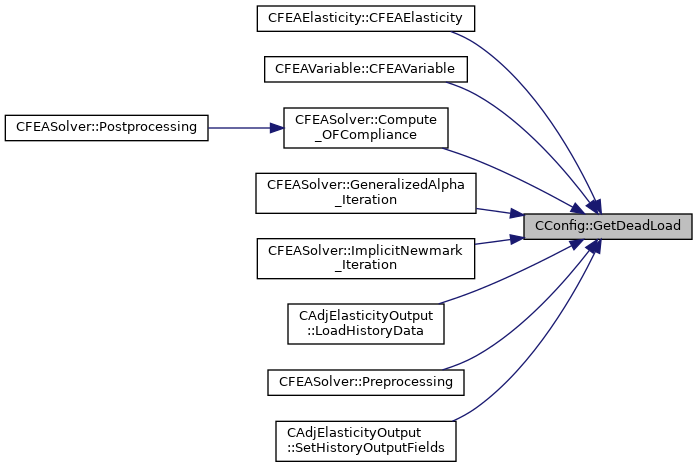 CFEAElasticity::CFEAElasticity
CFEAVariable::CFEAVariable
CFEASolver::Postprocessing
CFEASolver::Compute
_OFCompliance
CFEASolver::GeneralizedAlpha
_Iteration
CConfig::GetDeadLoad
CFEASolver::ImplicitNewmark
_Iteration
CAdjElasticityOutput
::LoadHistoryData
CFEASolver::Preprocessing
CAdjElasticityOutput
::SetHistoryOutputFields